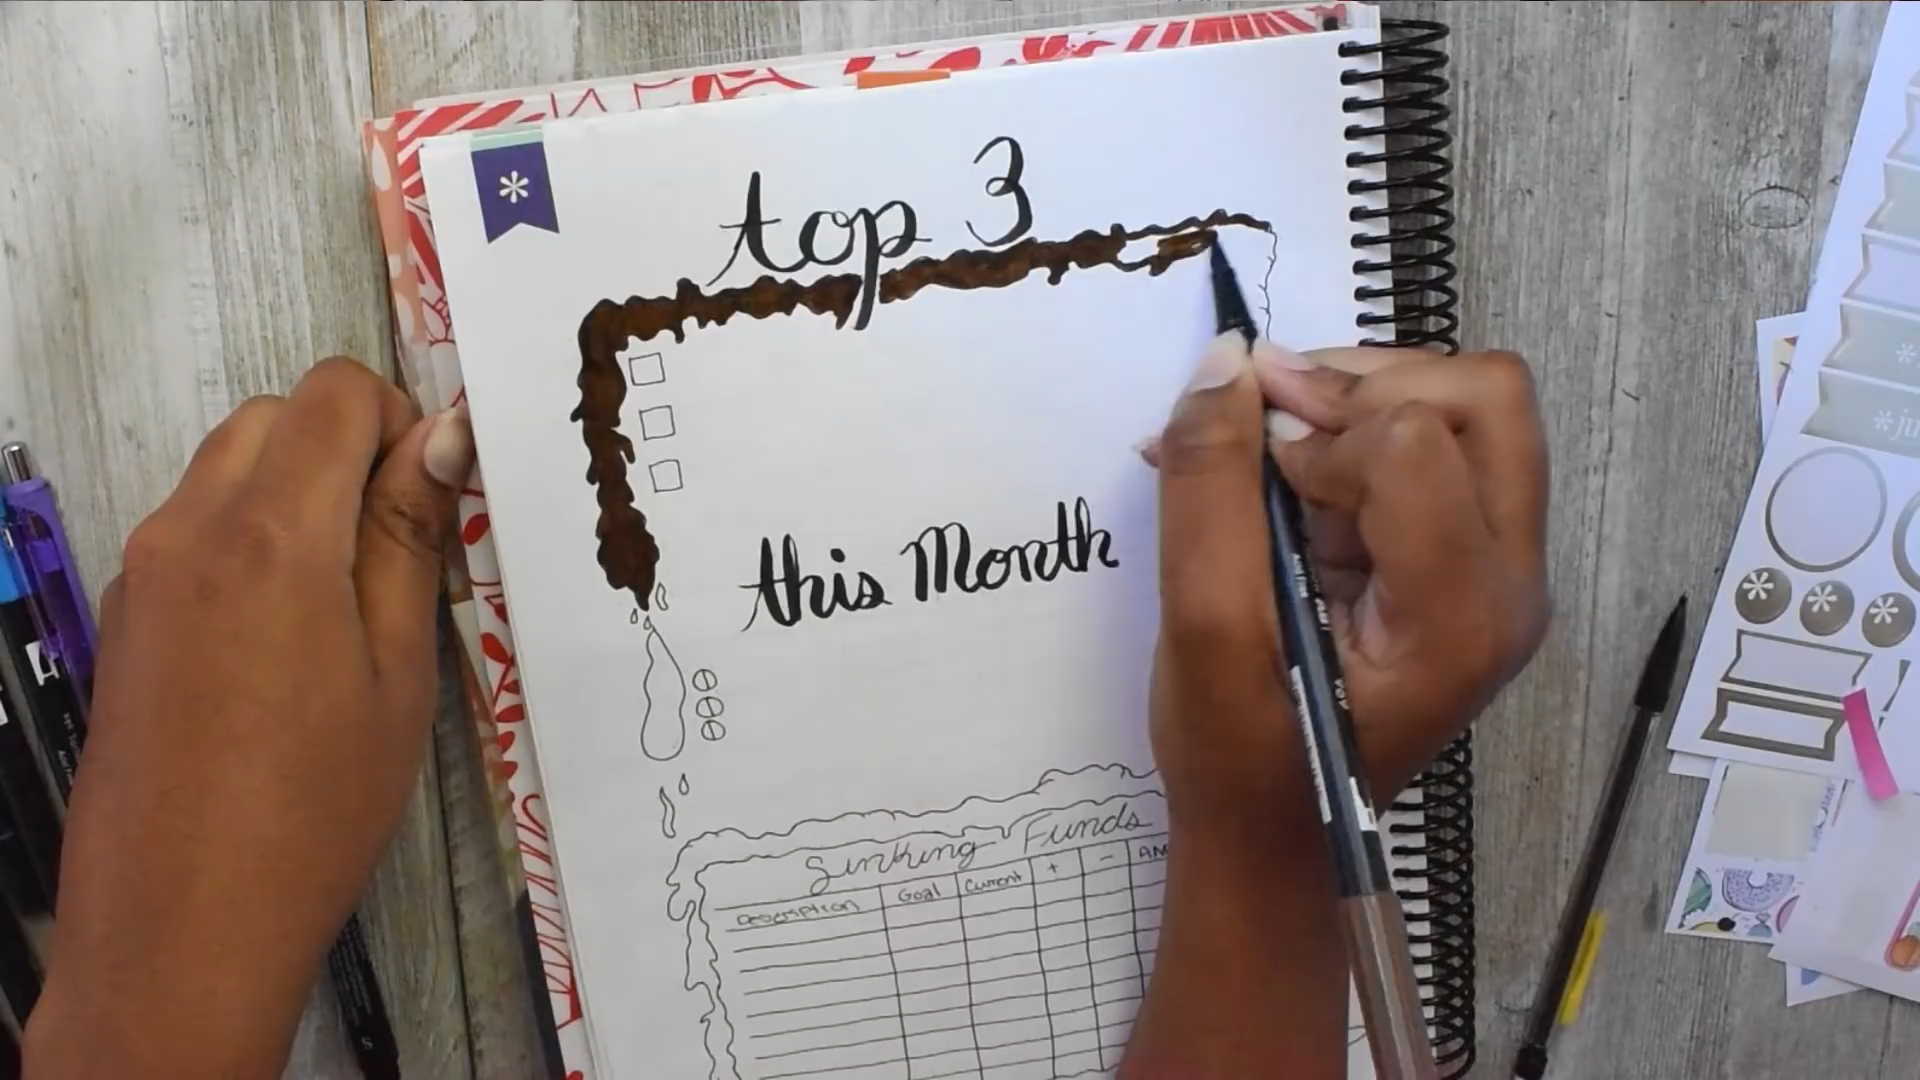 top 3
this Month
Sinking Funds
Description Goal Current + -
*